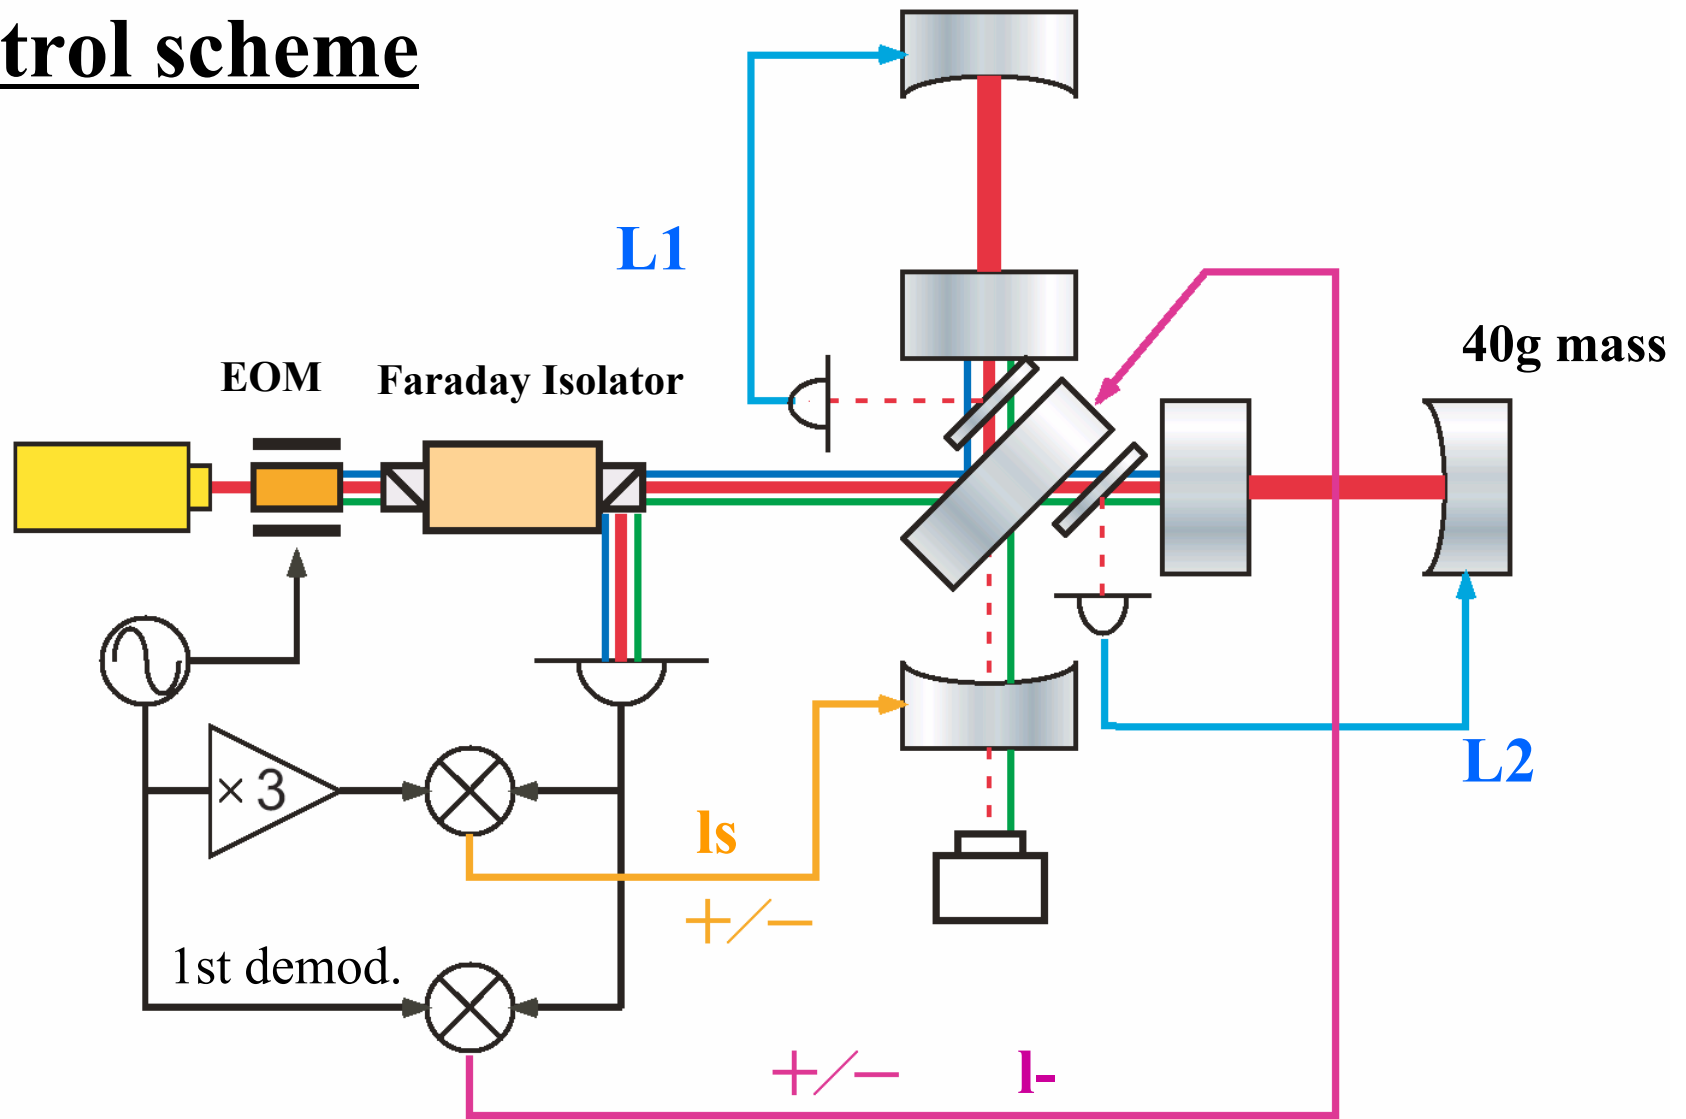 trol scheme
L1
40g mass
EOM
Faraday Isolator
L2
× 3
ls
+/−
1st demod.
+/−
l-